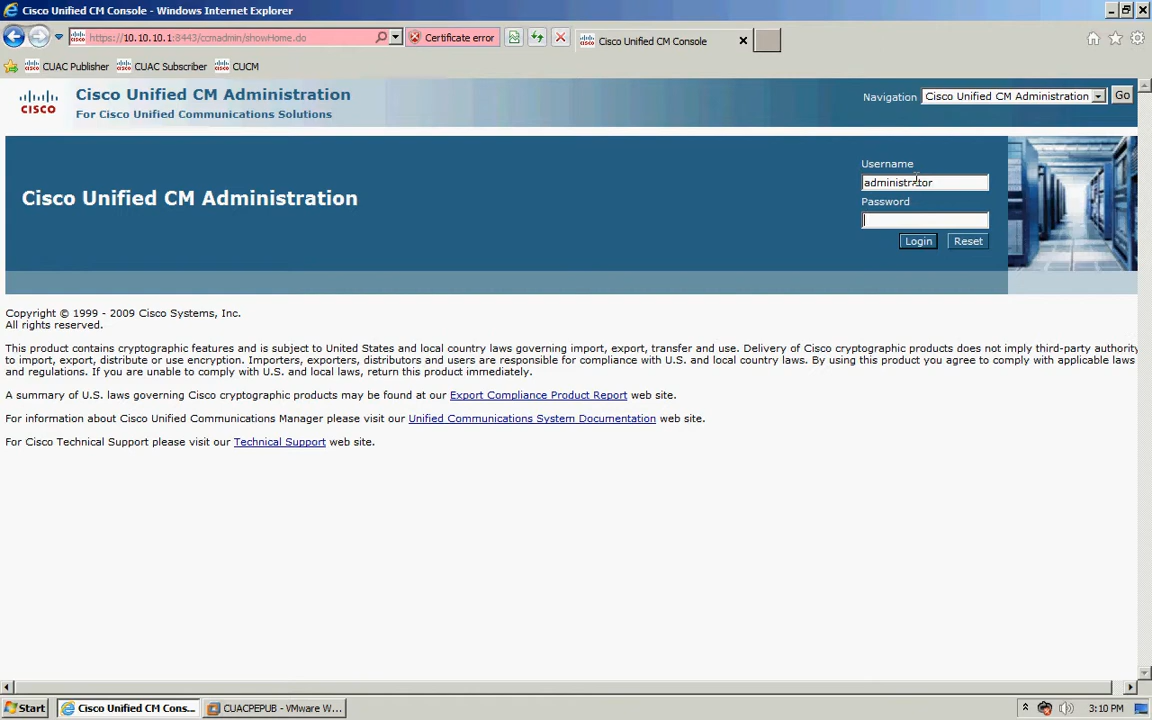 Cisco Unified CM Console - Windows Internet Explorer
https://10.10.10.1:8443/ccmadmin/showHome.do
Certificate error
Cisco Unified CM Console
CUAC Publisher
CUAC Subscriber
CUCM
CISCO
Cisco Unified CM Administration
For Cisco Unified Communications Solutions
Navigation
Cisco Unified CM Administration
Go
Cisco Unified CM Administration
Username
administrator
Password
Login
Reset
Copyright © 1999 - 2009 Cisco Systems, Inc.
All rights reserved.
This product contains cryptographic features and is subject to United States and local country laws governing import, export, transfer and use. Delivery of Cisco cryptographic products does not imply third-party authority
to import, export, distribute or use encryption. Importers, exporters, distributors and users are responsible for compliance with U.S. and local country laws. By using this product you agree to comply with applicable laws
and regulations. If you are unable to comply with U.S. and local laws, return this product immediately.
A summary of U.S. laws governing Cisco cryptographic products may be found at our Export Compliance Product Report web site.
For information about Cisco Unified Communications Manager please visit our Unified Communications System Documentation web site.
For Cisco Technical Support please visit our Technical Support web site.
Start
Cisco Unified CM Cons...
CUACPEPUB - VMware W...
3:10 PM